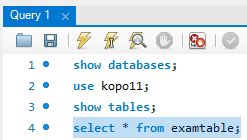 Query 1
1 show databases;
2 use kopo11;
3 show tables;
4 select * from examtable;